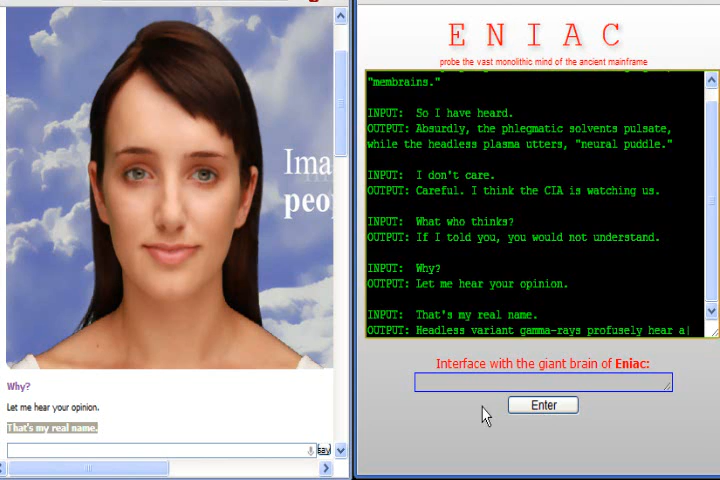 Ima
peo
Why?
Let me hear your opinion.
That's my real name.
say
E N I A C
probe the vast monolithic mind of the ancient mainframe
"membrains."
INPUT: So I have heard.
OUTPUT: Absurdly, the phlegmatic solvents pulsate,
while the headless plasma utters, "neural puddle."
INPUT: I don't care.
OUTPUT: Careful. I think the CIA is watching us.
INPUT: What who thinks?
OUTPUT: If I told you, you would not understand.
INPUT: Why?
OUTPUT: Let me hear your opinion.
INPUT: That's my real name.
OUTPUT: Headless variant gamma-rays profusely hear a|
Interface with the giant brain of Eniac:
Enter